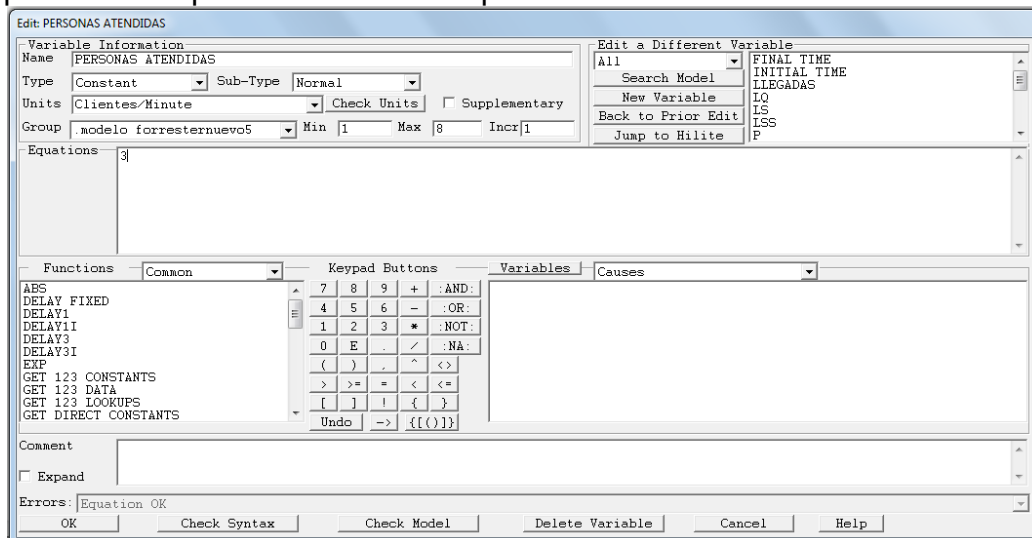 Edit: PERSONAS ATENDIDAS
Variable Information
Name PERSONAS ATENDIDAS
Type Constant Sub-Type Normal
Units Clientes/Minute Check Units Supplementary
Group .modelo forresternuevo5 Min 1 Max 8 Incr 1
Edit a Different Variable
All
Search Model
New Variable
Back to Prior Edit
Jump to Hilite
FINAL TIME
INITIAL TIME
LLEGADAS
LQ
LS
LSS
P
Equations 3
Functions Common
ABS
DELAY FIXED
DELAY1
DELAY1I
DELAY3
DELAY3I
EXP
GET 123 CONSTANTS
GET 123 DATA
GET 123 LOOKUPS
GET DIRECT CONSTANTS
Keypad Buttons
7 8 9 + :AND:
4 5 6 - :OR:
1 2 3 * :NOT:
0 E . / :NA:
( ) , ^ <>
> >= = < <=
[ ] ! { }
Undo -> {[()]}
Variables Causes
Comment
Expand
Errors: Equation OK
OK Check Syntax Check Model Delete Variable Cancel Help